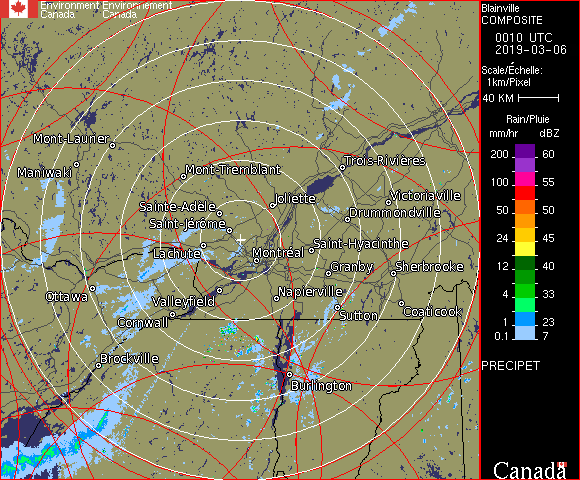 Environment Environnement
Canada Canada
Blainville
COMPOSITE
0010 UTC
2019-03-06
Scale/Échelle:
1km/Pixel
40 KM
Rain/Pluie
mm/hr dBZ
200 60
100 55
50 50
24 45
12 40
4 33
1 23
0.1 7
PRECIPET
Canada
Mont-Laurier
Maniwaki
Mont-Tremblant
Trois-Rivières
Sainte-Adele
Joliette
Victoriaville
Saint-Jérôme
Drummondville
Lachute
Montréal
Saint-Hyacinthe
Granby
Sherbrooke
Ottawa
Valleyfield
Napierville
Cornwall
Sutton
Coaticook
Brockville
Burlington